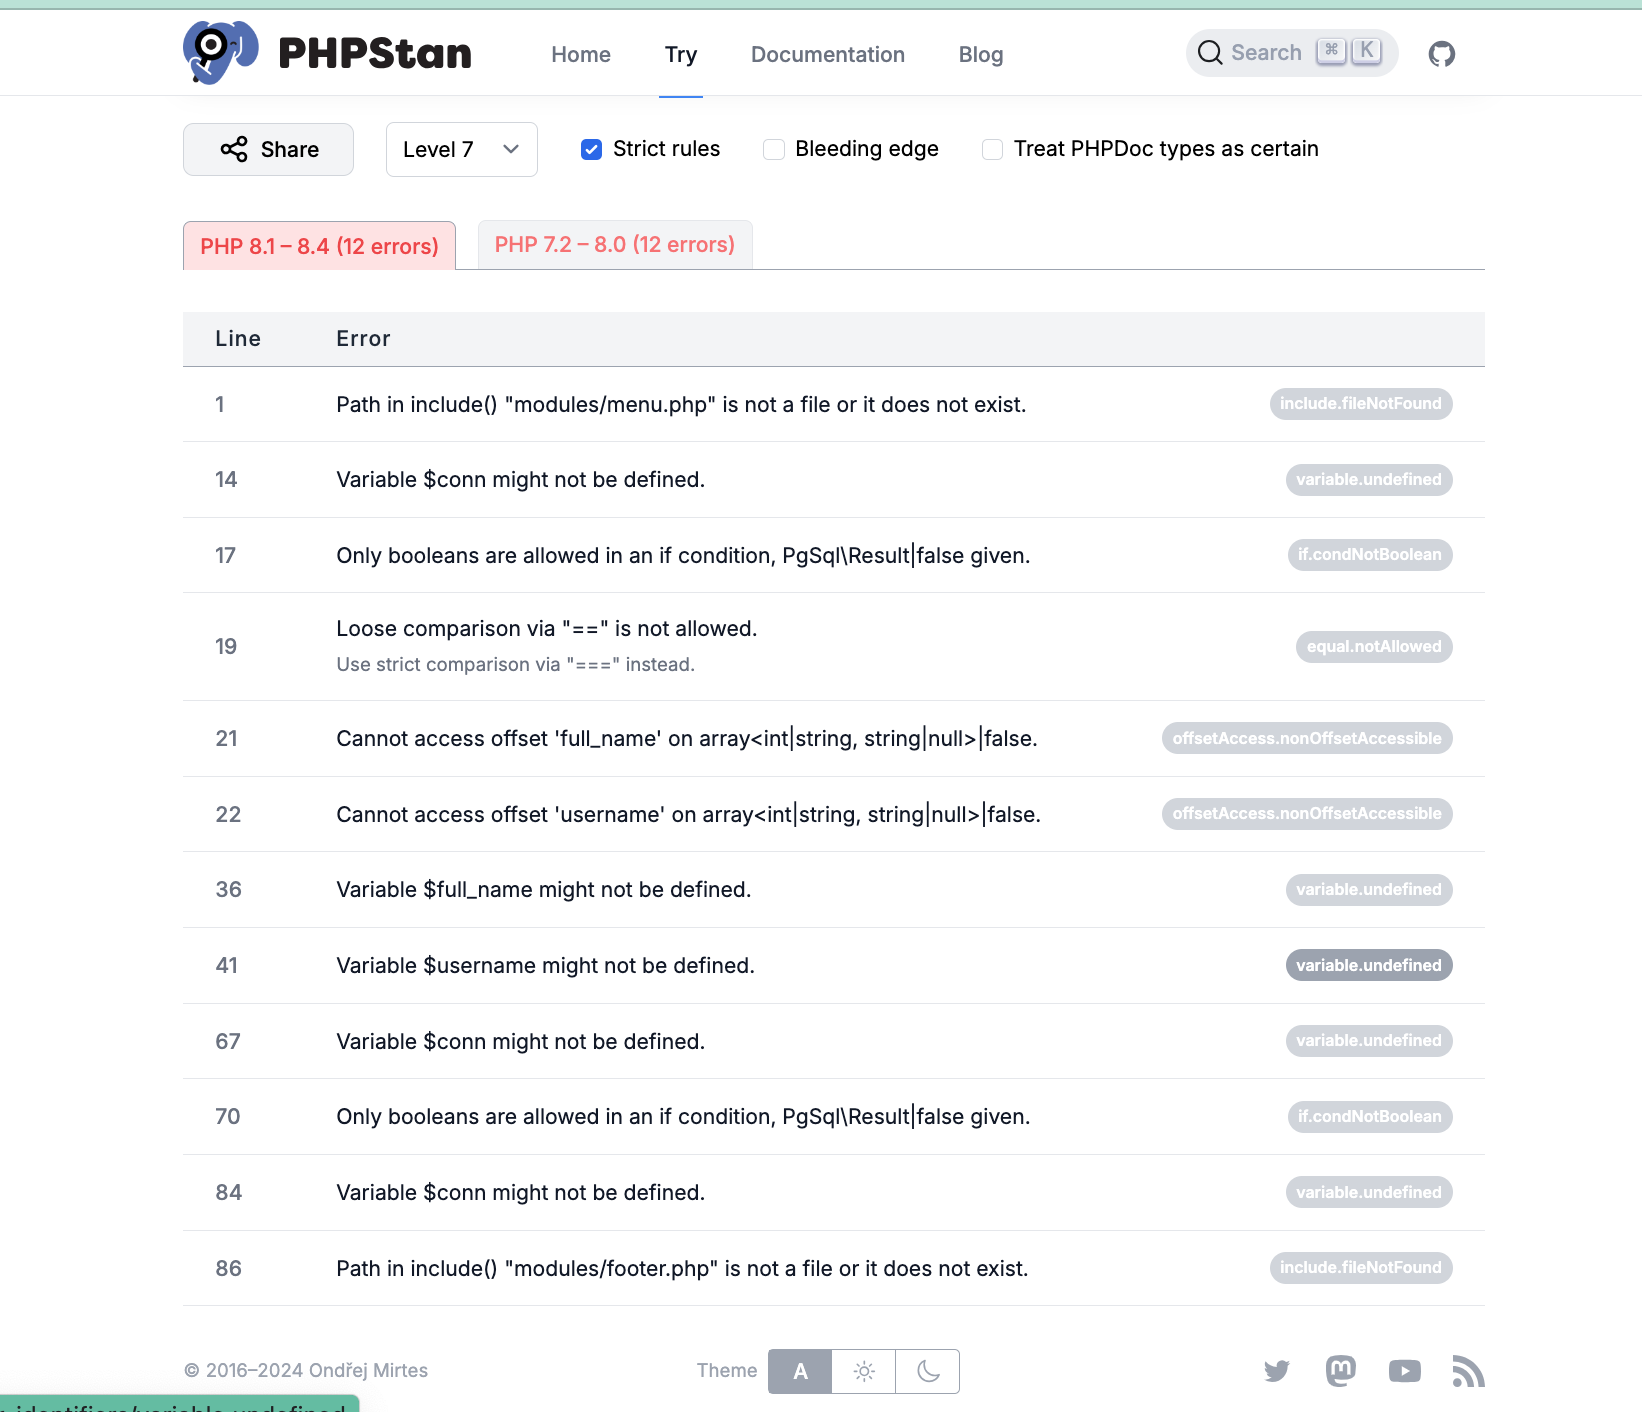 PHPStan
Home
Try
Documentation
Blog
Search ⌘ K
Share
Level 7
Strict rules
Bleeding edge
Treat PHPDoc types as certain
PHP 8.1 – 8.4 (12 errors)
PHP 7.2 – 8.0 (12 errors)
Line Error
1 Path in include() "modules/menu.php" is not a file or it does not exist. include.fileNotFound
14 Variable $conn might not be defined. variable.undefined
17 Only booleans are allowed in an if condition, PgSql\Result|false given. if.condNotBoolean
19 Loose comparison via "==" is not allowed. equal.notAllowed
Use strict comparison via "===" instead.
21 Cannot access offset 'full_name' on array<int|string, string|null>|false. offsetAccess.nonOffsetAccessible
22 Cannot access offset 'username' on array<int|string, string|null>|false. offsetAccess.nonOffsetAccessible
36 Variable $full_name might not be defined. variable.undefined
41 Variable $username might not be defined. variable.undefined
67 Variable $conn might not be defined. variable.undefined
70 Only booleans are allowed in an if condition, PgSql\Result|false given. if.condNotBoolean
84 Variable $conn might not be defined. variable.undefined
86 Path in include() "modules/footer.php" is not a file or it does not exist. include.fileNotFound
© 2016–2024 Ondřej Mirtes
Theme A
identifiers/variable.undefined